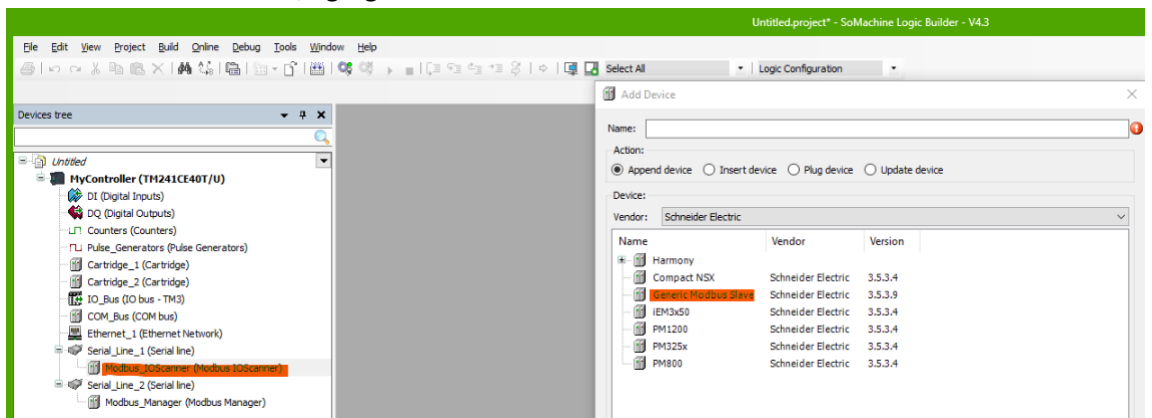 Untitled.project* - SoMachine Logic Builder - V4.3
File Edit View Project Build Online Debug Tools Window Help
Select All Logic Configuration
Add Device
Devices tree
Name:
Action:
Append device Insert device Plug device Update device
Device:
Vendor: Schneider Electric
Name Vendor Version
Harmony
Compact NSX Schneider Electric 3.5.3.4
Generic Modbus Slave Schneider Electric 3.5.3.9
iEM3x50 Schneider Electric 3.5.3.4
PM1200 Schneider Electric 3.5.3.4
PM325x Schneider Electric 3.5.3.4
PM800 Schneider Electric 3.5.3.4
Untitled
MyController (TM241CE40T/U)
DI (Digital Inputs)
DQ (Digital Outputs)
Counters (Counters)
Pulse_Generators (Pulse Generators)
Cartridge_1 (Cartridge)
Cartridge_2 (Cartridge)
IO_Bus (IO bus - TM3)
COM_Bus (COM bus)
Ethernet_1 (Ethernet Network)
Serial_Line_1 (Serial line)
Modbus_IOScanner (Modbus IOScanner)
Serial_Line_2 (Serial line)
Modbus_Manager (Modbus Manager)